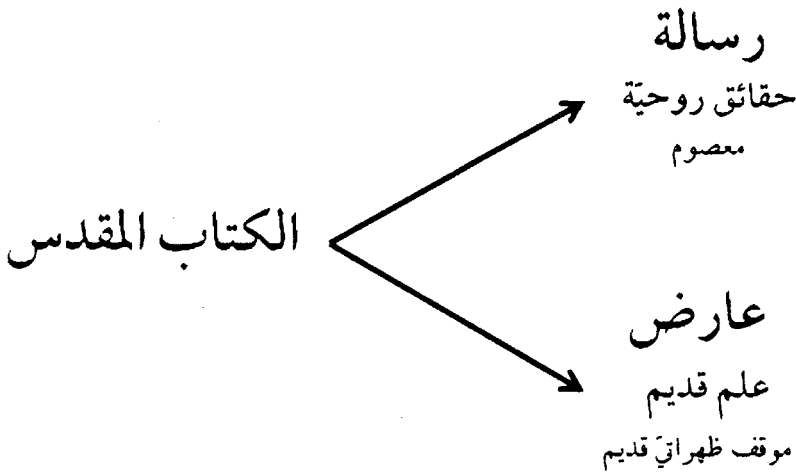 رسالة
حقائق روحيّة
معصوم
الكتاب المقدس
عارض
علم قديم
موقف ظهراتيّ قديم